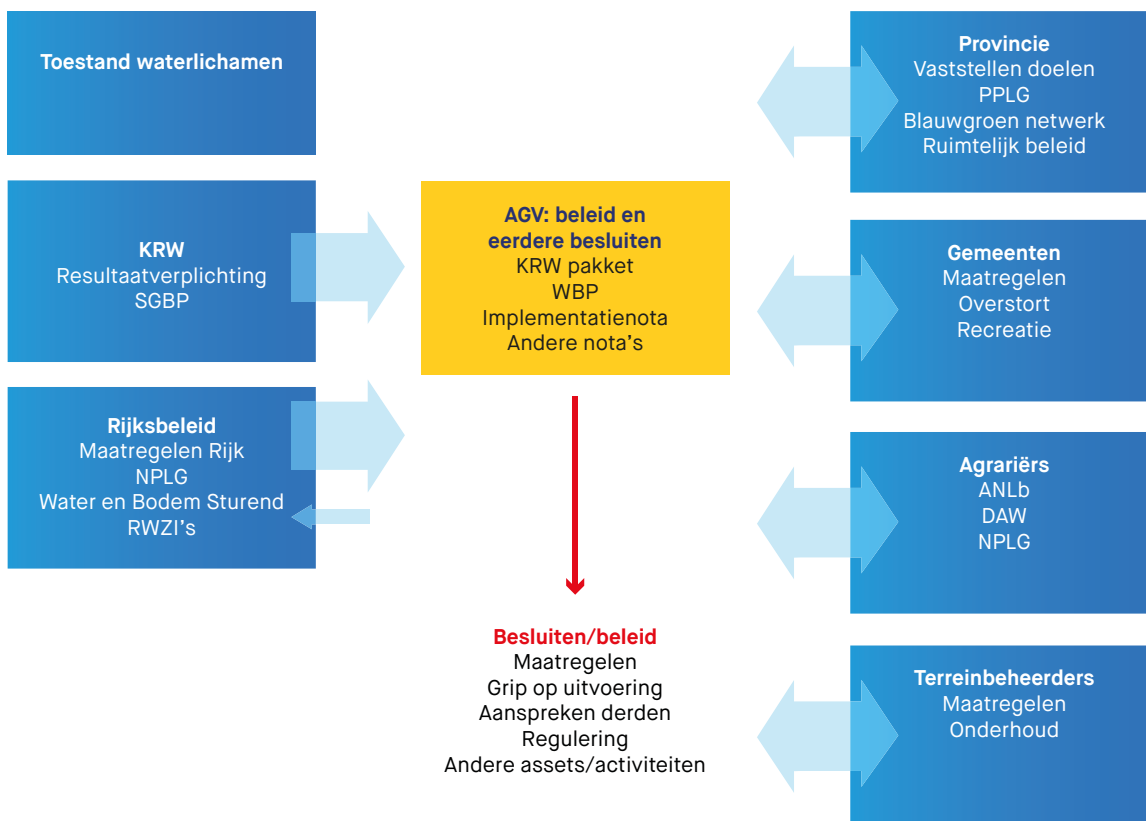 Toestand waterlichamen
KRW
Resultaatverplichting
SGBP
Rijksbeleid
Maatregelen Rijk
NPLG
Water en Bodem Sturend
RWZI's
AGV: beleid en
eerdere besluiten
KRW pakket
WBP
Implementatienota
Andere nota's
Besluiten/beleid
Maatregelen
Grip op uitvoering
Aanspreken derden
Regulering
Andere assets/activiteiten
Provincie
Vaststellen doelen
PPLG
Blauwgroen netwerk
Ruimtelijk beleid
Gemeenten
Maatregelen
Overstort
Recreatie
Agrariërs
ANLb
DAW
NPLG
Terreinbeheerders
Maatregelen
Onderhoud